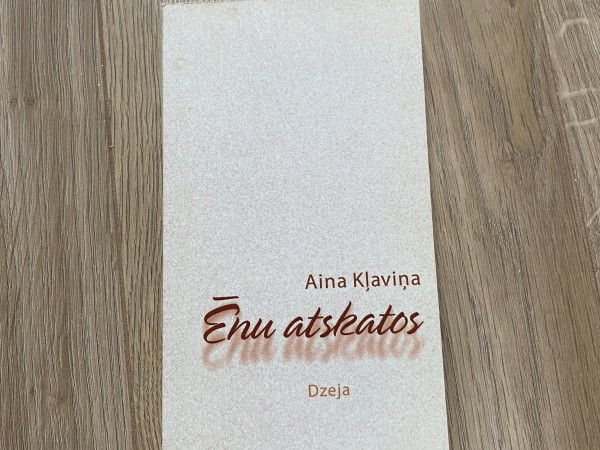 Aina Kļaviņa
Ēnu atskatos
Dzeja